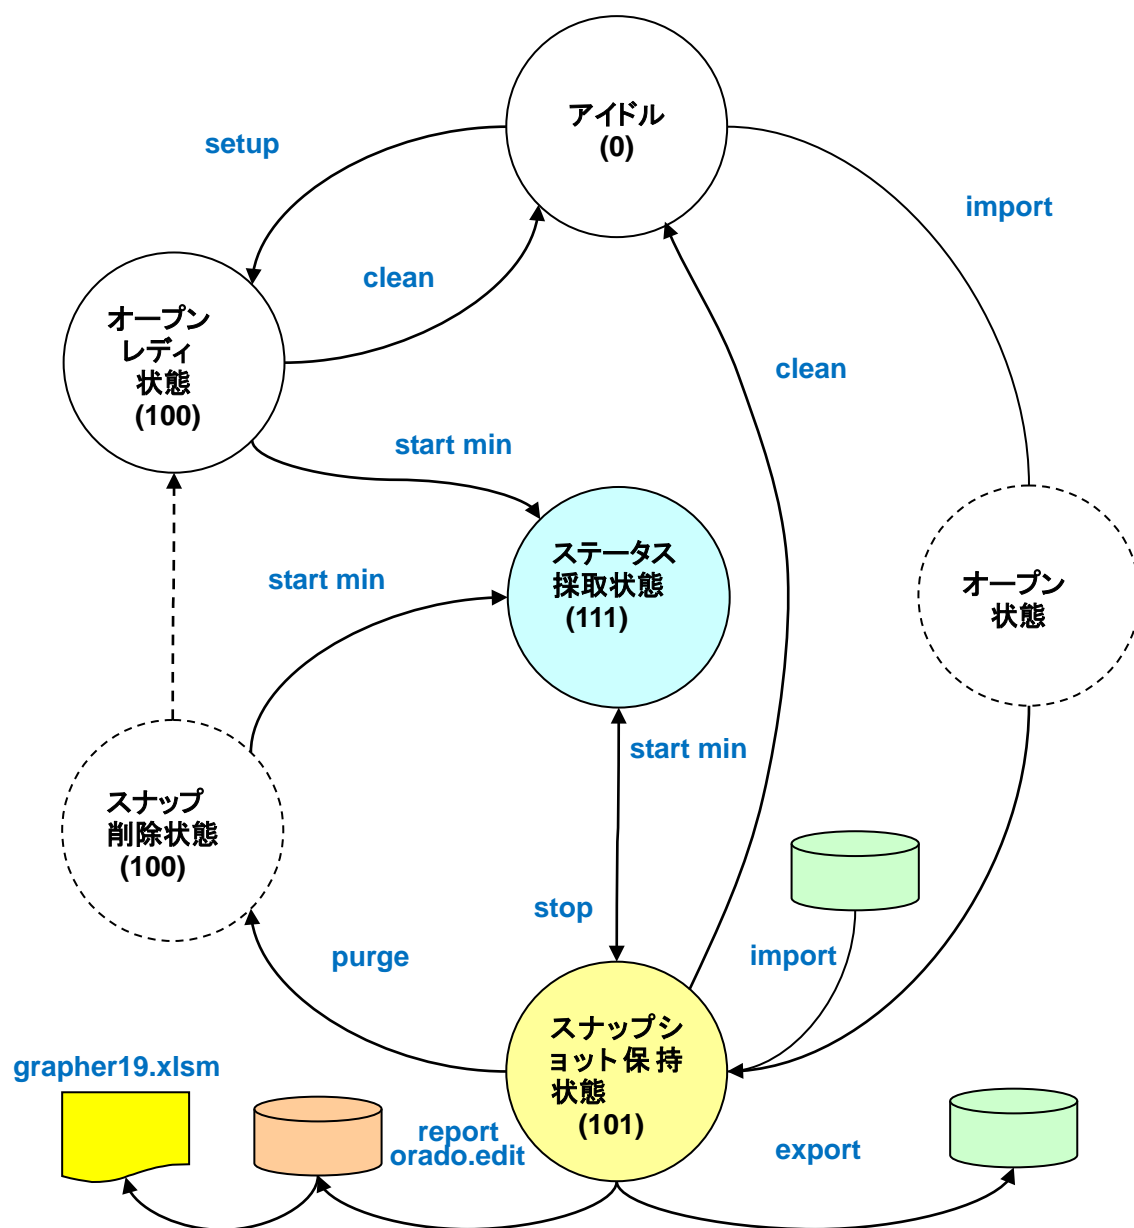 アイドル
(0)
setup
import
clean
オープン
レディ
状態
(100)
clean
start min
ステータス
採取状態
(111)
start min
オープン
状態
start min
スナップ
削除状態
(100)
stop
purge
import
スナップシ
ョット保持
状態
(101)
grapher19.xlsm
report
orado.edit
export